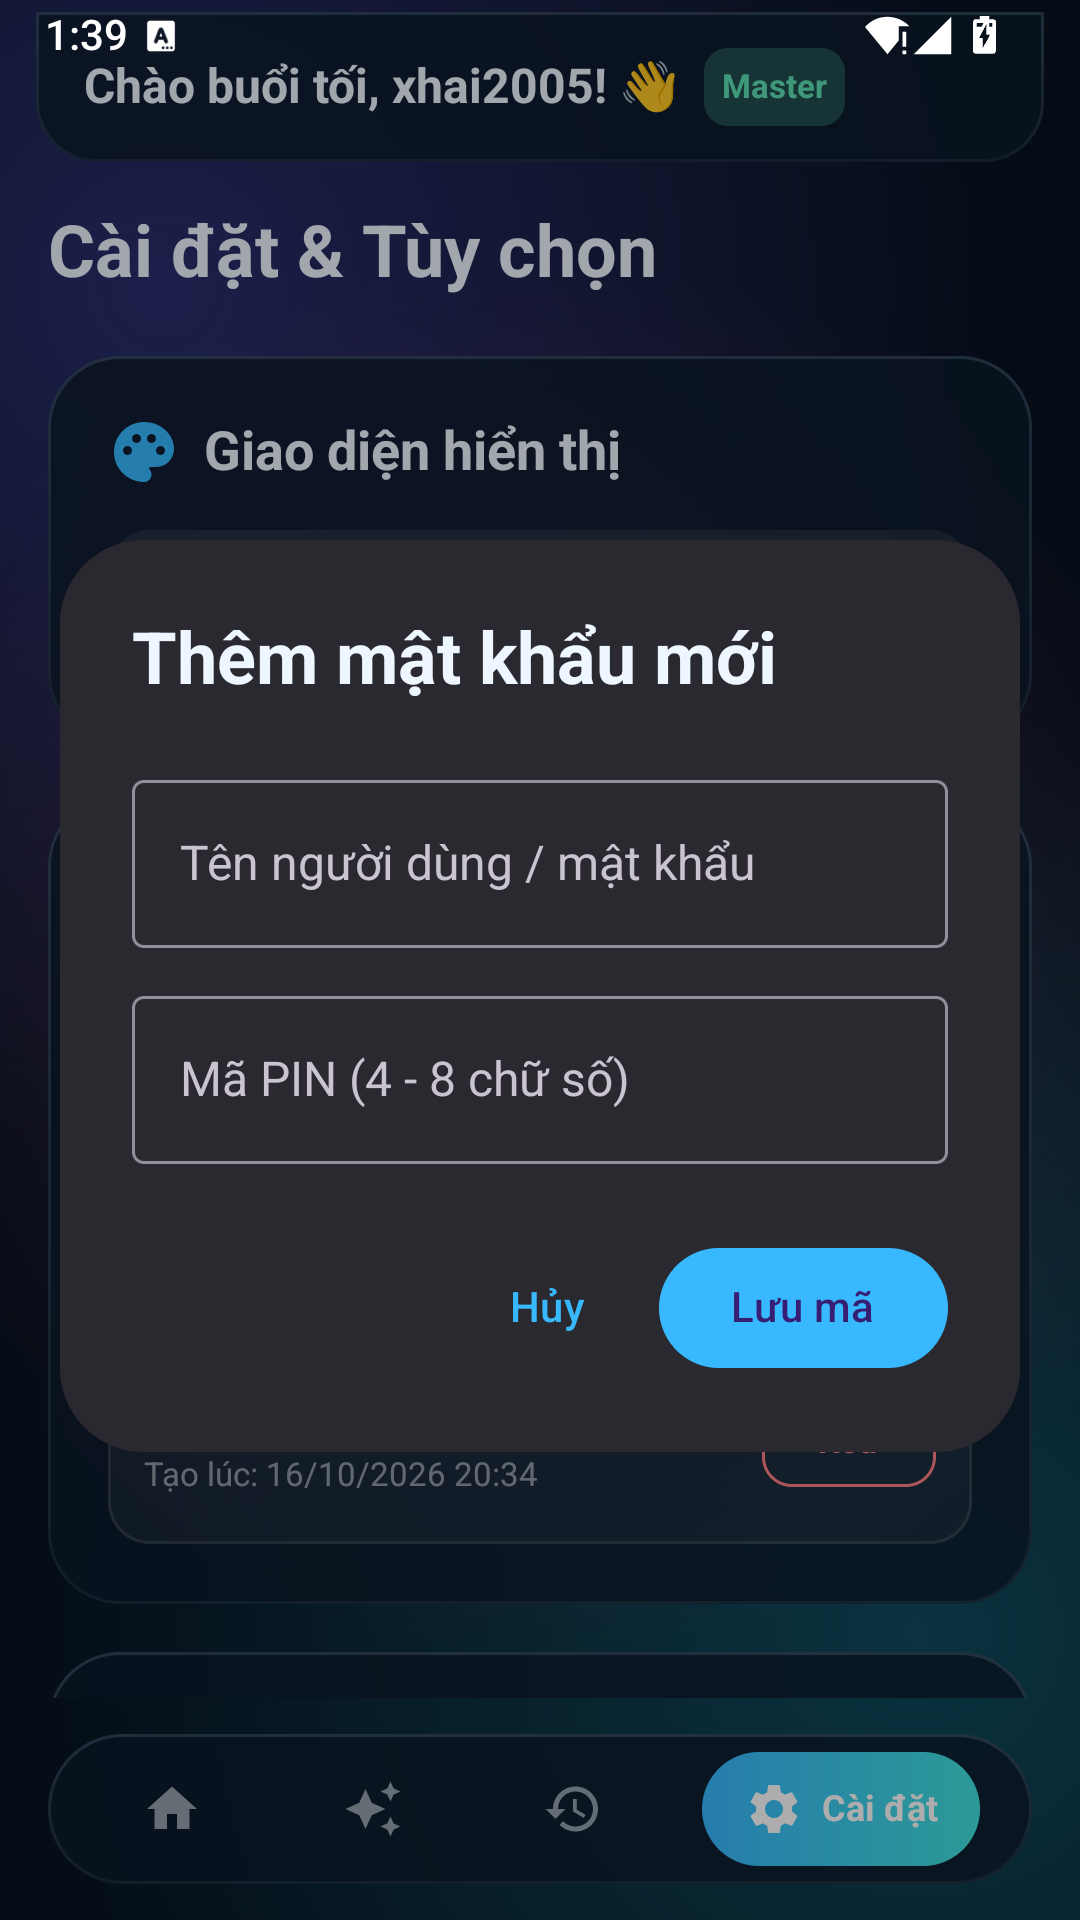 1:39
Chào buổi tối, xhai2005! 👋 Master
Cài đặt & Tùy chọn
Giao diện hiển thị
Thêm mật khẩu mới
Tên người dùng / mật khẩu
Mã PIN (4 - 8 chữ số)
Hủy
Lưu mã
Tạo lúc: 16/10/2026 20:34
Cài đặt